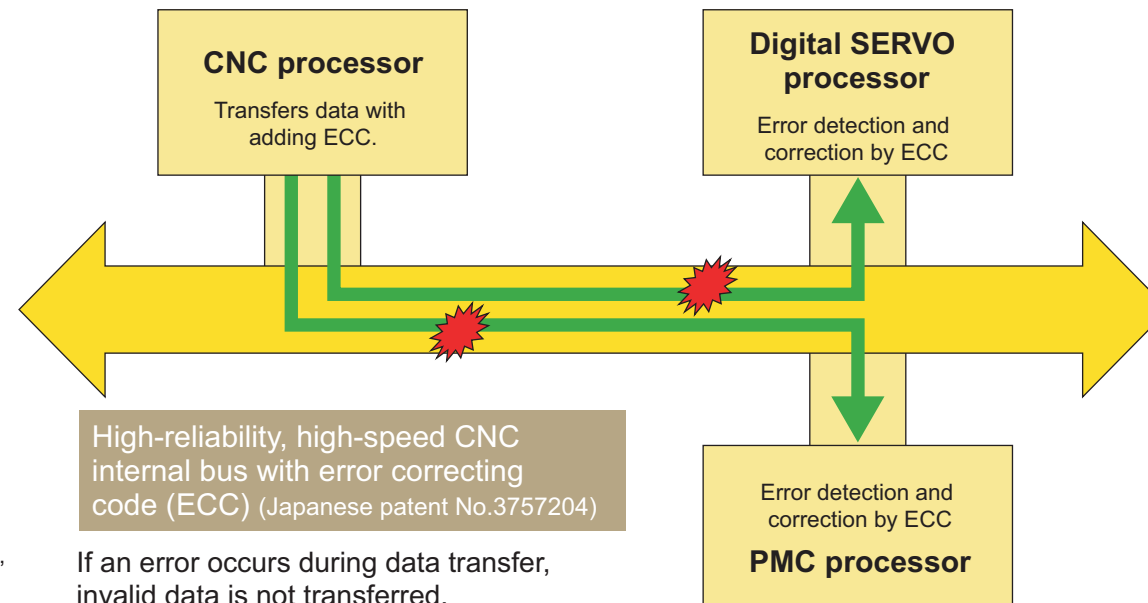 CNC processor
Transfers data with
adding ECC.
Digital SERVO
processor
Error detection and
correction by ECC
High-reliability, high-speed CNC
internal bus with error correcting
code (ECC) (Japanese patent No.3757204)
Error detection and
correction by ECC
PMC processor
,
If an error occurs during data transfer,
invalid data is not transferred.